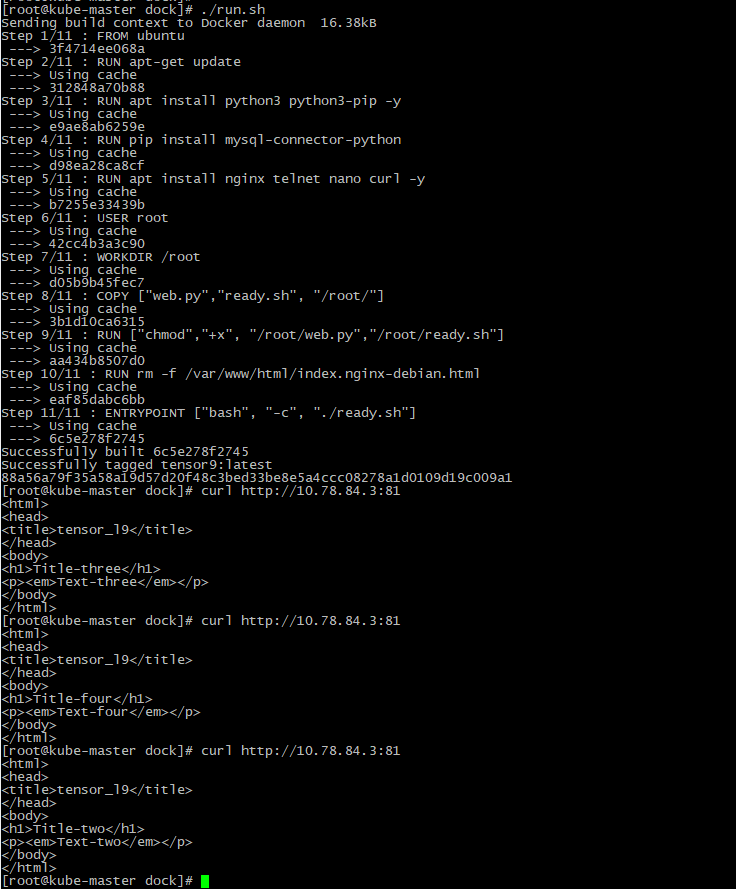 [root@kube-master dock]# ./run.sh
Sending build context to Docker daemon  16.38kB
Step 1/11 : FROM ubuntu
 ---> 3f4714ee068a
Step 2/11 : RUN apt-get update
 ---> Using cache
 ---> 312848a70b88
Step 3/11 : RUN apt install python3 python3-pip -y
 ---> Using cache
 ---> e9ae8ab6259e
Step 4/11 : RUN pip install mysql-connector-python
 ---> Using cache
 ---> d98ea28ca8cf
Step 5/11 : RUN apt install nginx telnet nano curl -y
 ---> Using cache
 ---> b7255e33439b
Step 6/11 : USER root
 ---> Using cache
 ---> 42cc4b3a3c90
Step 7/11 : WORKDIR /root
 ---> Using cache
 ---> d05b9b45fec7
Step 8/11 : COPY ["web.py","ready.sh", "/root/"]
 ---> Using cache
 ---> 3b1d10ca6315
Step 9/11 : RUN ["chmod","+x", "/root/web.py","/root/ready.sh"]
 ---> Using cache
 ---> aa434b8507d0
Step 10/11 : RUN rm -f /var/www/html/index.nginx-debian.html
 ---> Using cache
 ---> eaf85dabc6bb
Step 11/11 : ENTRYPOINT ["bash", "-c", "./ready.sh"]
 ---> Using cache
 ---> 6c5e278f2745
Successfully built 6c5e278f2745
Successfully tagged tensor9:latest
88a56a79f35a58a19d57d20f48c3bed33be8e5a4ccc08278a1d0109d19c009a1
[root@kube-master dock]# curl http://10.78.84.3:81
<html>
<head>
<title>tensor_l9</title>
</head>
<body>
<h1>Title-three</h1>
<p><em>Text-three</em></p>
</body>
</html>
[root@kube-master dock]# curl http://10.78.84.3:81
<html>
<head>
<title>tensor_l9</title>
</head>
<body>
<h1>Title-four</h1>
<p><em>Text-four</em></p>
</body>
</html>
[root@kube-master dock]# curl http://10.78.84.3:81
<html>
<head>
<title>tensor_l9</title>
</head>
<body>
<h1>Title-two</h1>
<p><em>Text-two</em></p>
</body>
</html>
[root@kube-master dock]#